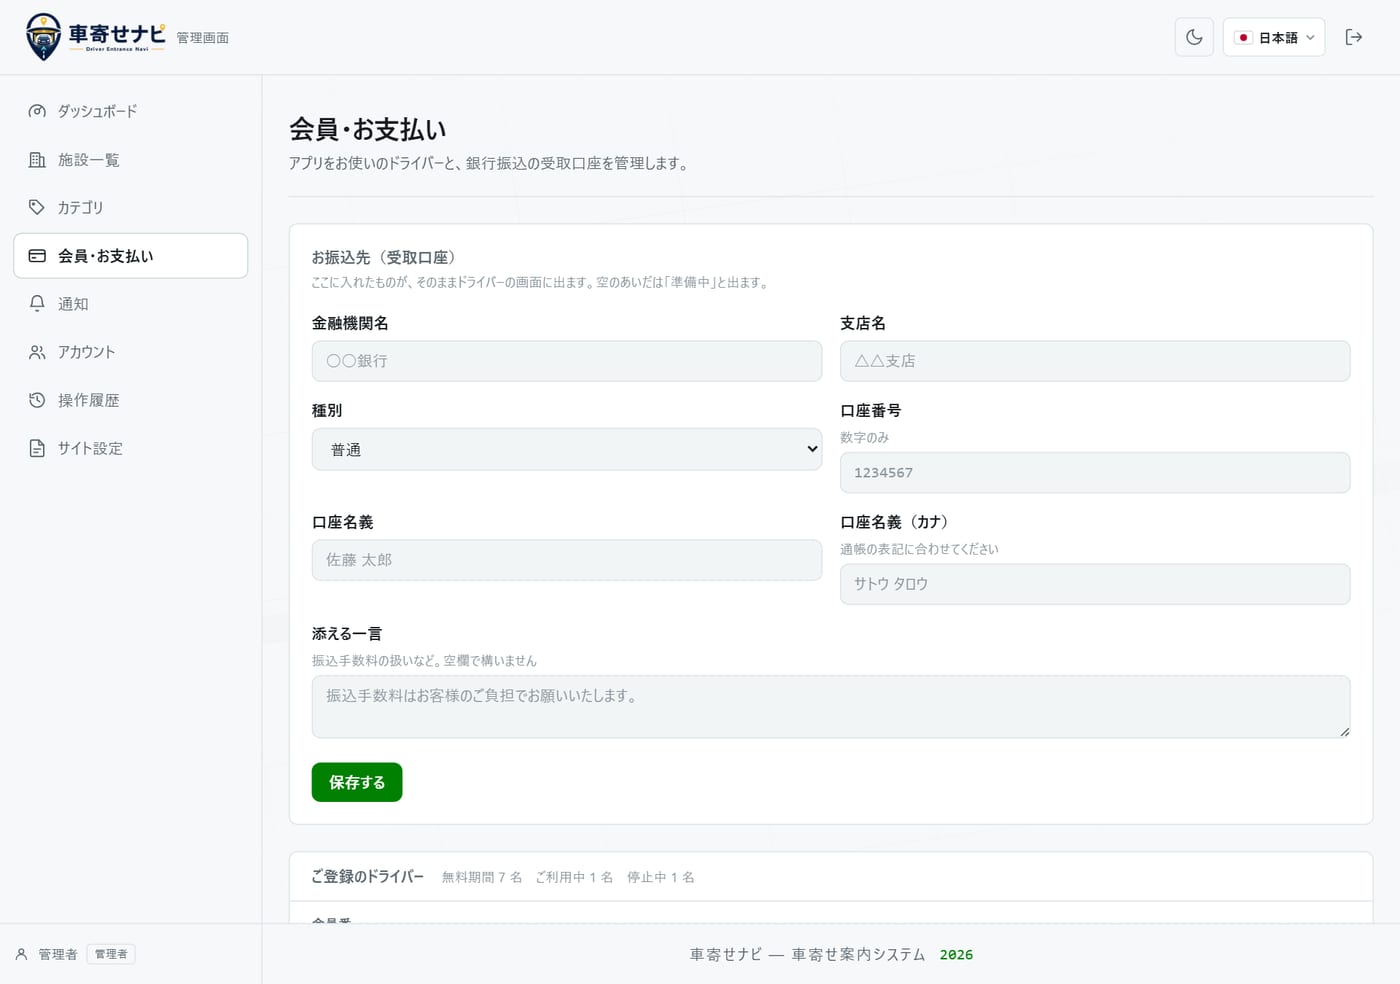 車寄せナビ
Driver Entrance Navi
管理画面
日本語
ダッシュボード
施設一覧
カテゴリ
会員・お支払い
通知
アカウント
操作履歴
サイト設定
会員・お支払い
アプリをお使いのドライバーと、銀行振込の受取口座を管理します。
お振込先（受取口座）
ここに入れたものが、そのままドライバーの画面に出ます。空のあいだは「準備中」と出ます。
金融機関名
〇〇銀行
支店名
△△支店
種別
普通
口座番号
数字のみ
1234567
口座名義
佐藤 太郎
口座名義（カナ）
通帳の表記に合わせてください
サトウ タロウ
添える一言
振込手数料の扱いなど。空欄で構いません
振込手数料はお客様のご負担でお願いいたします。
保存する
ご登録のドライバー 無料期間 7 名 ご利用中 1 名 停止中 1 名
管理者 管理者
車寄せナビ — 車寄せ案内システム 2026